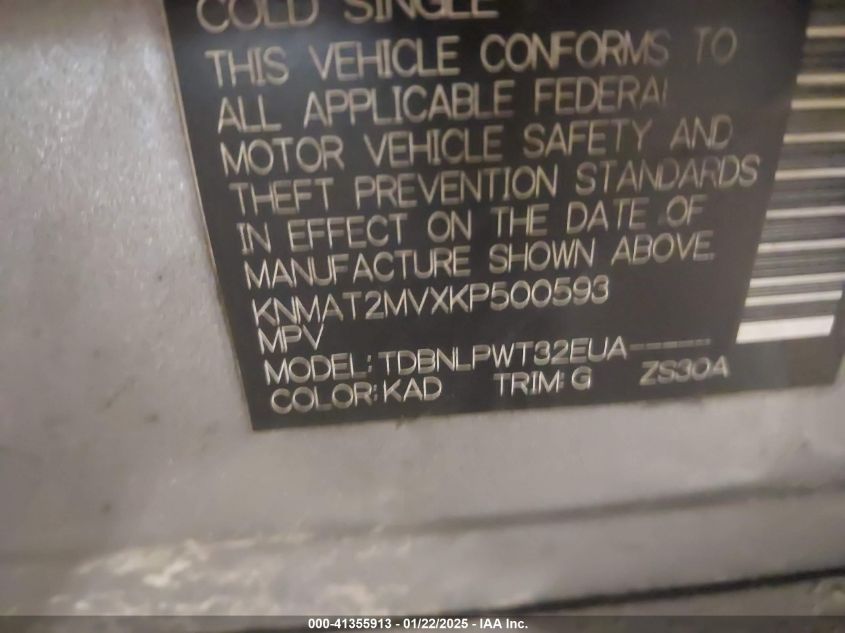 COLD SINGLE
THIS VEHICLE CONFORMS TO
ALL APPLICABLE FEDERAL
MOTOR VEHICLE SAFETY AND
THEFT PREVENTION STANDARDS
IN EFFECT ON THE DATE OF
MANUFACTURE SHOWN ABOVE.
KNMAT2MVXKP500593
MPV
MODEL: TDBNLPWT32EUA------
COLOR: KAD TRIM: G ZS30A
000-41355913 - 01/22/2025 - IAA Inc.